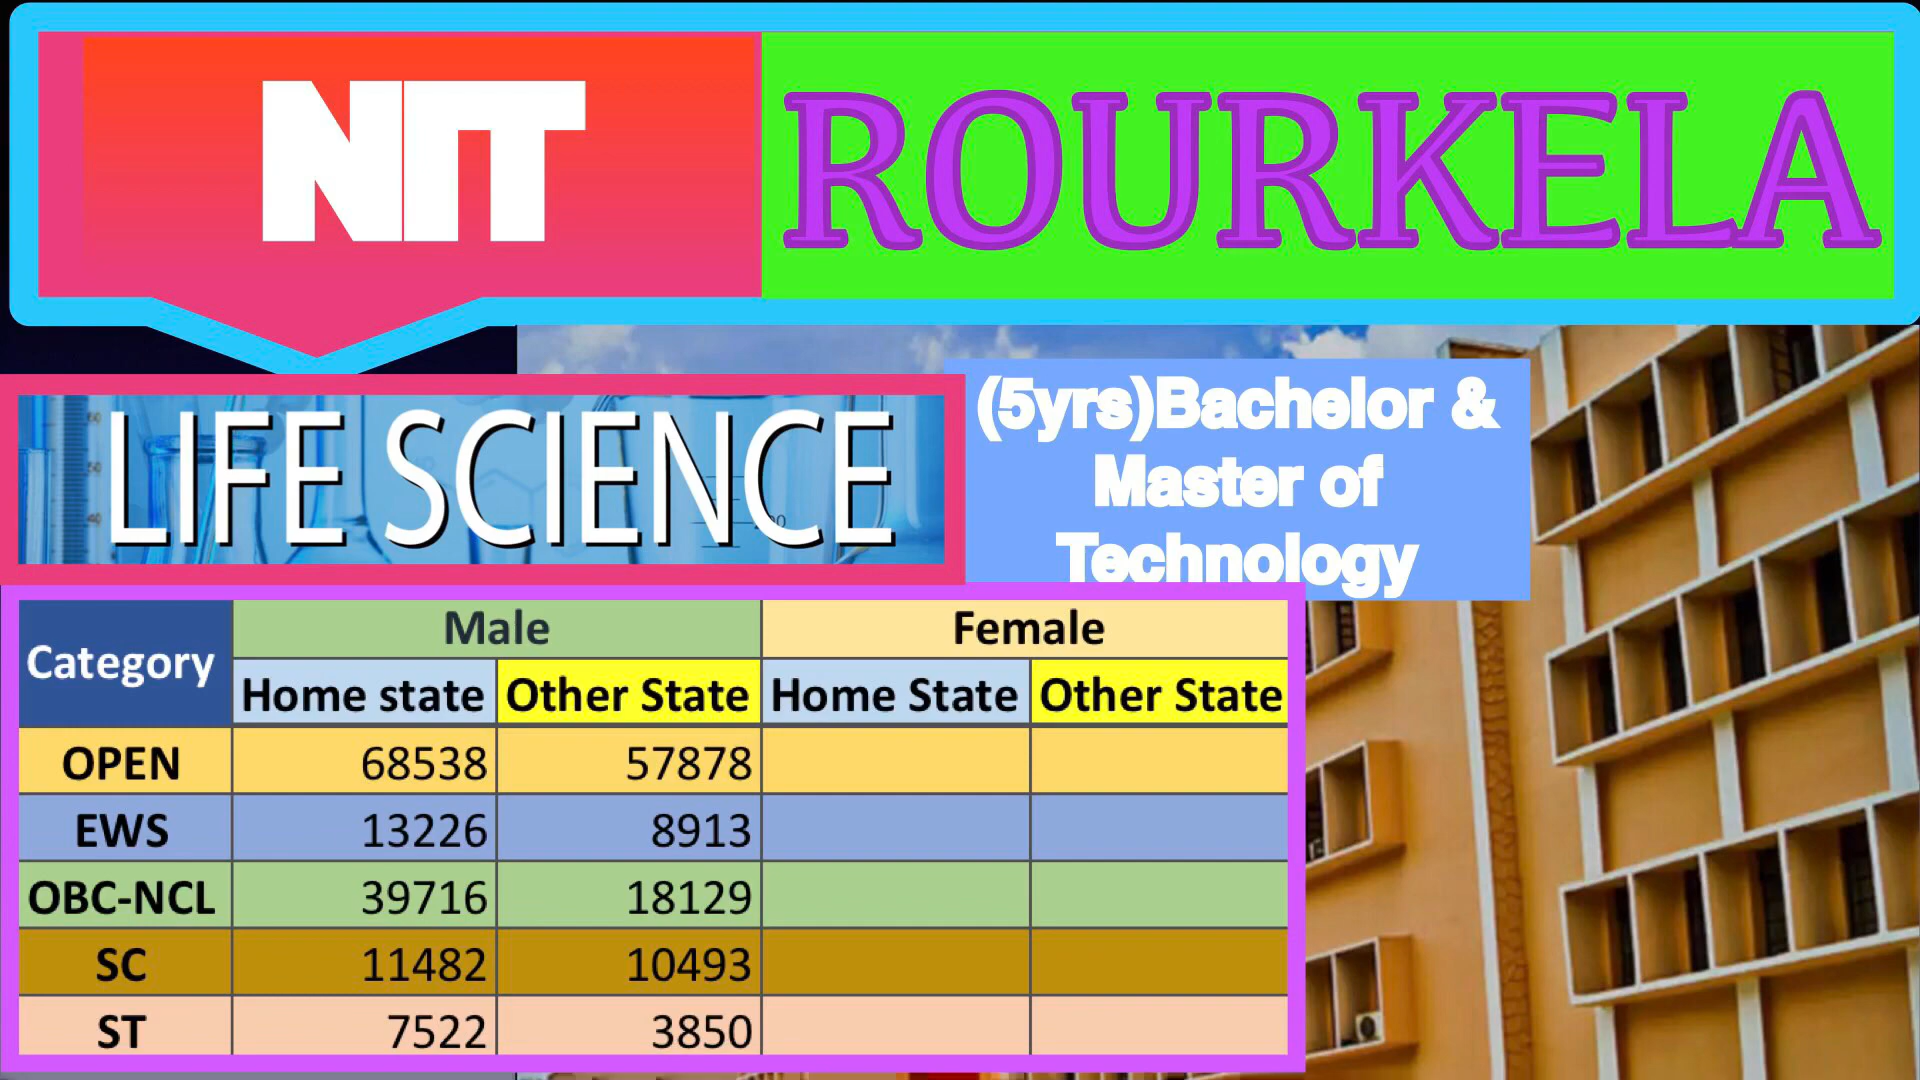 NIT ROURKELA
LIFE SCIENCE
(5yrs)Bachelor &
Master of
Technology
Category Male Female
Home state Other State Home State Other State
OPEN 68538 57878
EWS 13226 8913
OBC-NCL 39716 18129
SC 11482 10493
ST 7522 3850